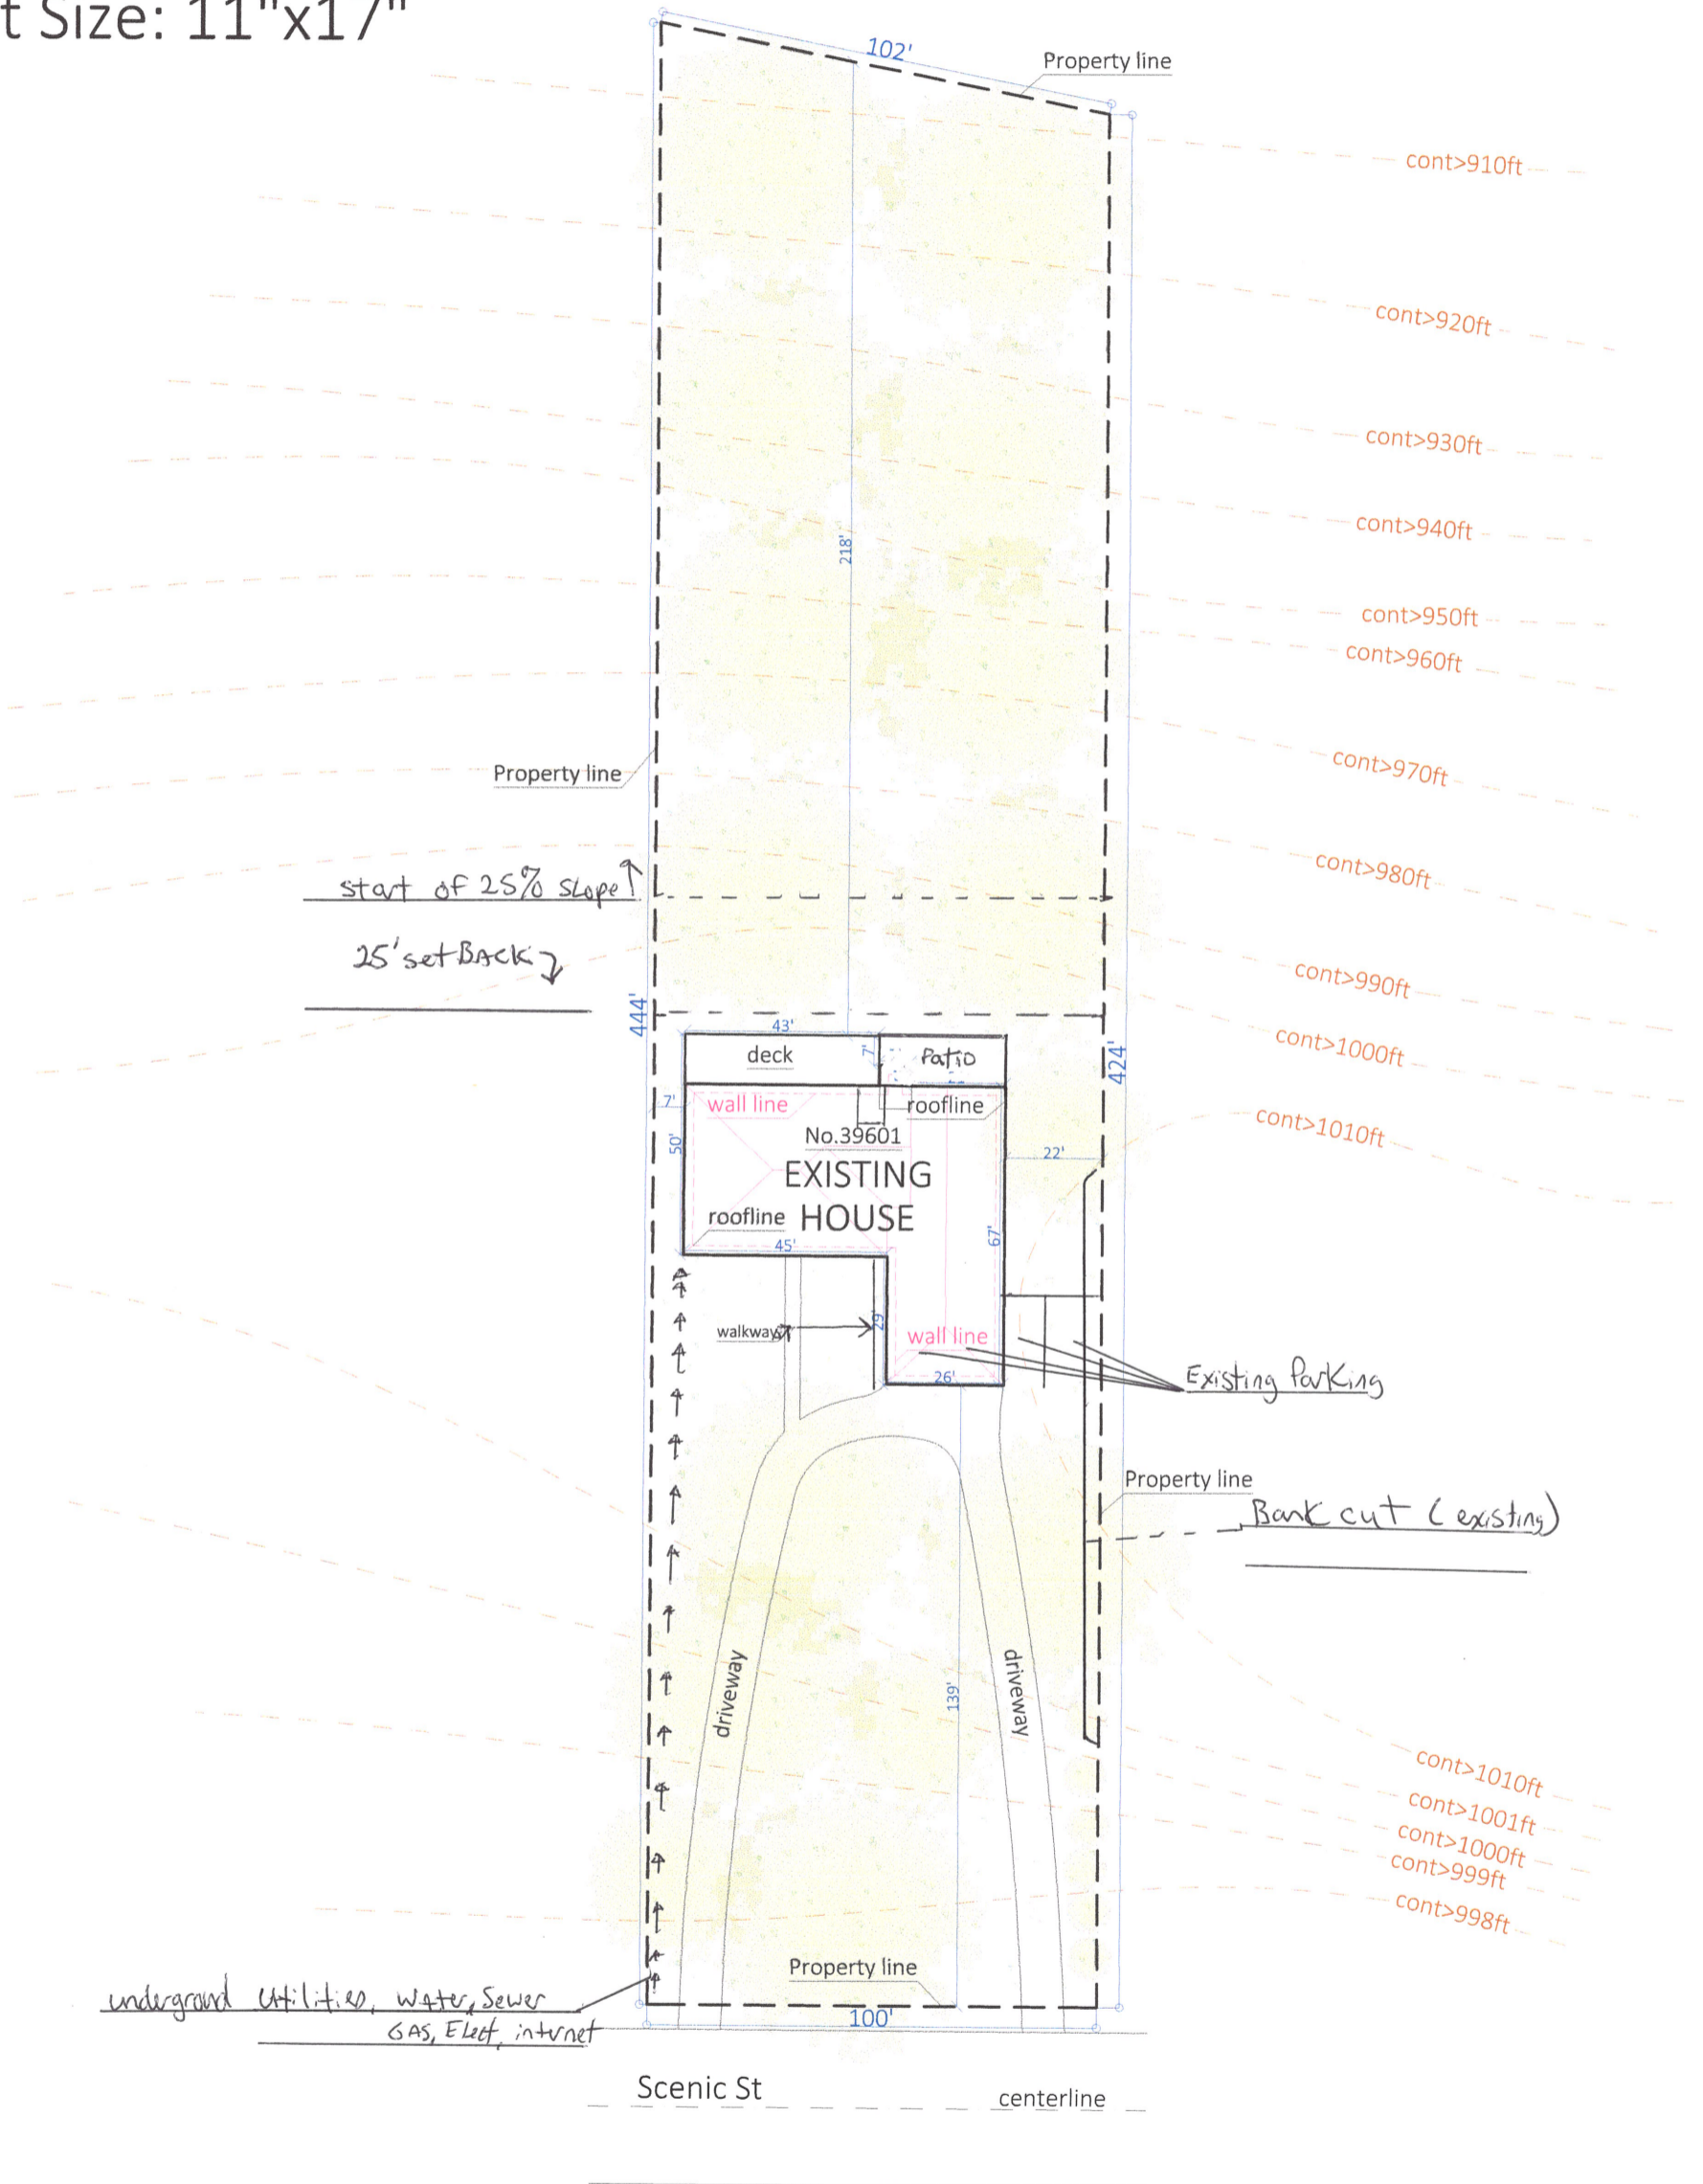 t Size: 11"x17"
102'
Property line
cont>910ft
cont>920ft
cont>930ft
218'
cont>940ft
cont>950ft
cont>960ft
Property line
cont>970ft
start of 25% slope
cont>980ft
25' setBACK
cont>990ft
444'
43'
cont>1000ft
deck
7'
Patio
424'
7'
wall line
roofline
cont>1010ft
No.39601
50'
22'
EXISTING
HOUSE
roofline
67'
45'
walkway
29'
wall line
26'
Existing Parking
Property line
Bank cut (existing)
driveway
139'
driveway
cont>1010ft
cont>1001ft
cont>1000ft
cont>999ft
cont>998ft
Property line
underground Utilities, Water, Sewer
100'
GAS, Elect, internet
Scenic St
centerline